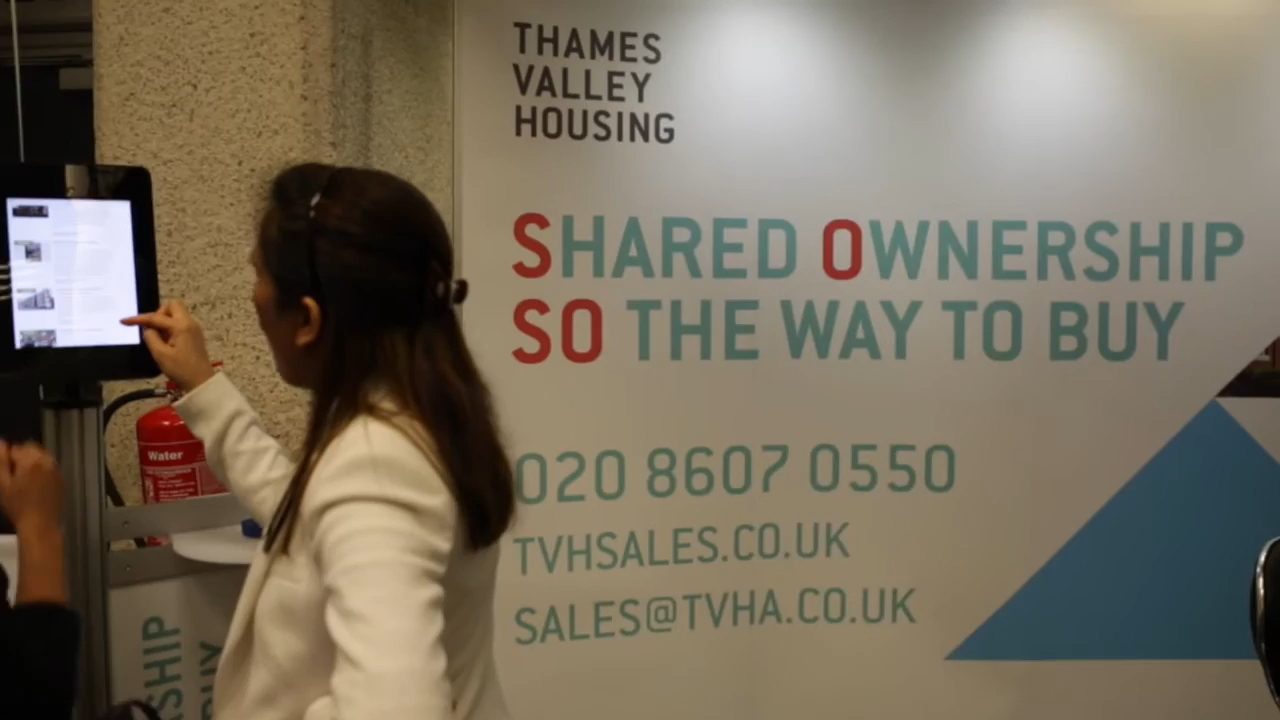 THAMES
VALLEY
HOUSING
SHARED OWNERSHIP
SO THE WAY TO BUY
020 8607 0550
TVHSALES.CO.UK
SALES@TVHA.CO.UK
Water